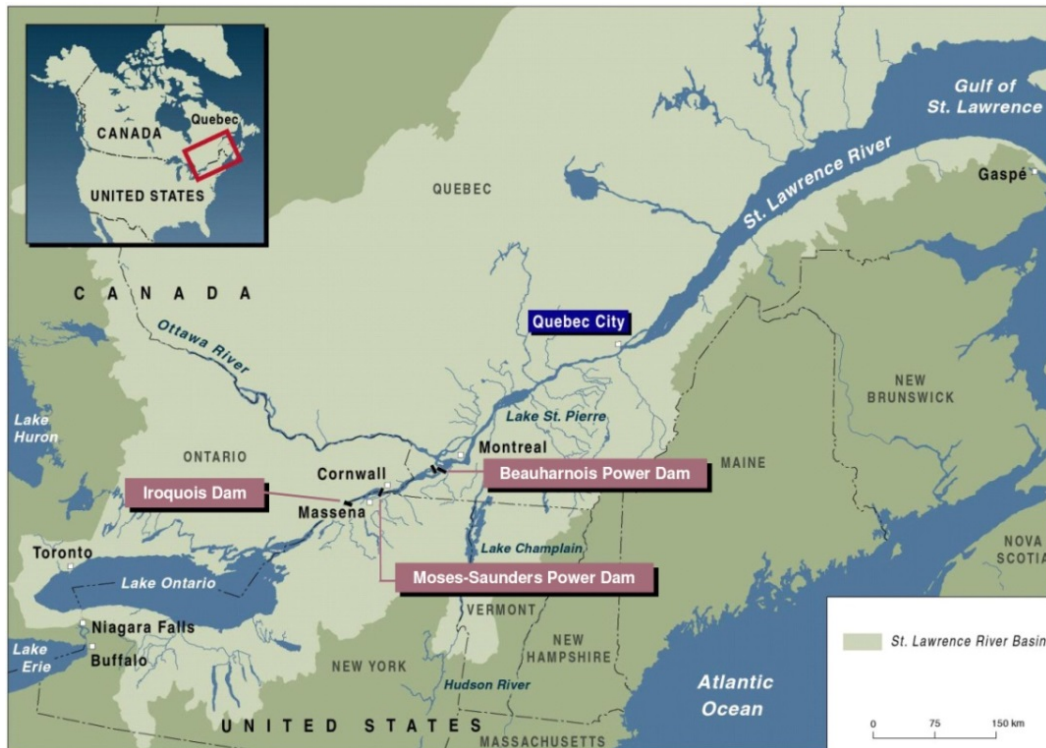 CANADA
Quebec
UNITED STATES
Gulf of
St. Lawrence
St. Lawrence River
Gaspé
QUEBEC
CANADA
Ottawa River
Quebec City
NEW
BRUNSWICK
Lake
Huron
Lake St. Pierre
ONTARIO
Montreal
Cornwall
MAINE
Beauharnois Power Dam
Iroquois Dam
Massena
NOVA
SCOTIA
Toronto
Lake Champlain
Lake Ontario
Moses-Saunders Power Dam
VERMONT
Niagara Falls
Lake
Erie
Buffalo
NEW YORK
NEW
HAMPSHIRE
St. Lawrence River Basin
Hudson River
Atlantic
Ocean
UNITED STATES
MASSACHUSETTS
0 75 150 km